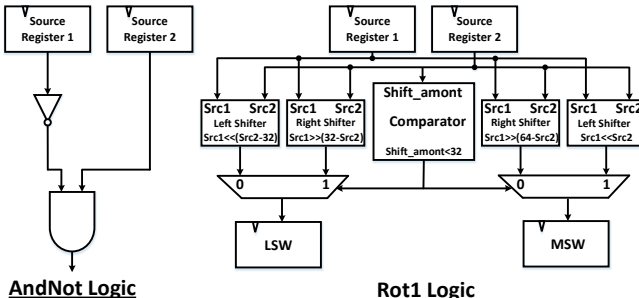 Source
Register 1
Source
Register 2
AndNot Logic
Source
Register 1
Source
Register 2
Src1 Src2
Left Shifter
Src1<<(Src2-32)
Src1 Src2
Right Shifter
Src1>>(32-Src2)
Shift_amont
Comparator
Shift_amont<32
Src1 Src2
Right Shifter
Src1>>(64-Src2)
Src1 Src2
Left Shifter
Src1<<Src2
0 1
0 1
LSW
MSW
Rot1 Logic